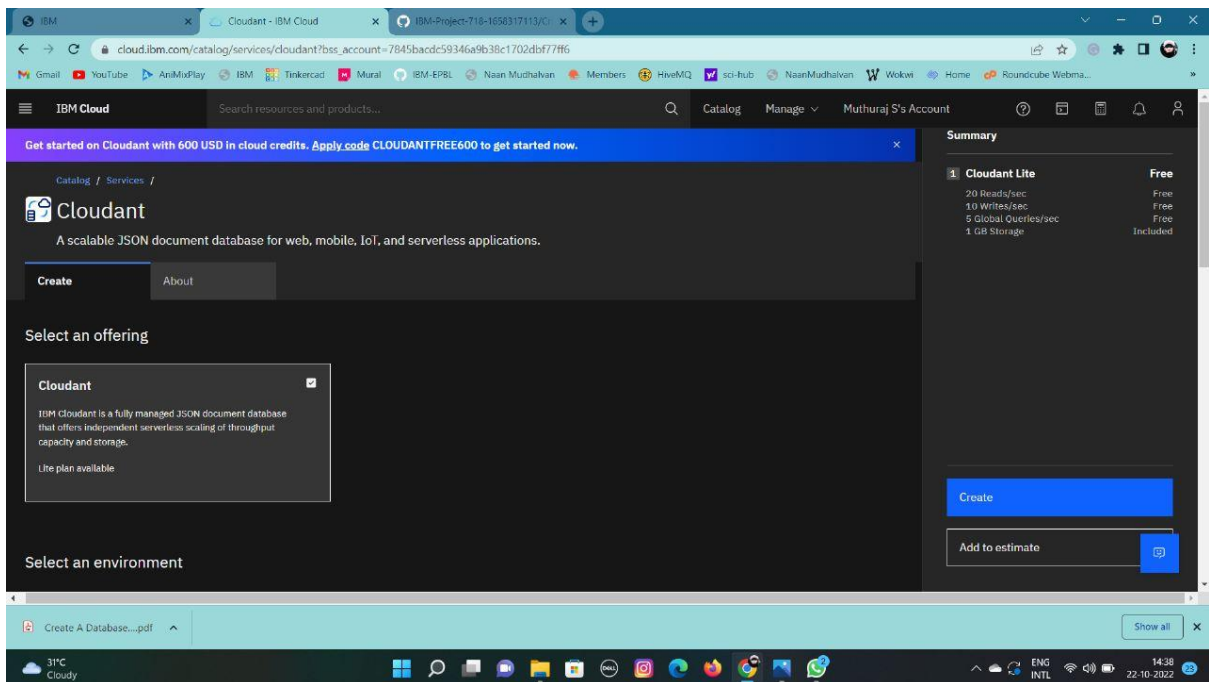 IBM
Cloudant - IBM Cloud
IBM-Project-718-1658317113/Cr
cloud.ibm.com/catalog/services/cloudant?bss_account=7845bacdc59346a9b38c1702dbf77ff6
Gmail YouTube AniMixPlay IBM Tinkercad Mural IBM-EPBL Naan Mudhalvan Members HiveMQ sci-hub NaanMudhalvan Wokwi Home Roundcube Webma...
IBM Cloud Search resources and products... Catalog Manage Muthuraj S's Account
Get started on Cloudant with 600 USD in cloud credits. Apply code CLOUDANTFREE600 to get started now.
Catalog / Services /
Cloudant
A scalable JSON document database for web, mobile, IoT, and serverless applications.
Create About
Select an offering
Cloudant
IBM Cloudant is a fully managed JSON document database
that offers independent serverless scaling of throughput
capacity and storage.
Lite plan available
Select an environment
Summary
1 Cloudant Lite Free
20 Reads/sec Free
10 Writes/sec Free
5 Global Queries/sec Free
1 GB Storage Included
Create
Add to estimate
Create A Database....pdf
Show all
31°C
Cloudy
DELL
2
ENG
INTL
14:38
22-10-2022
23